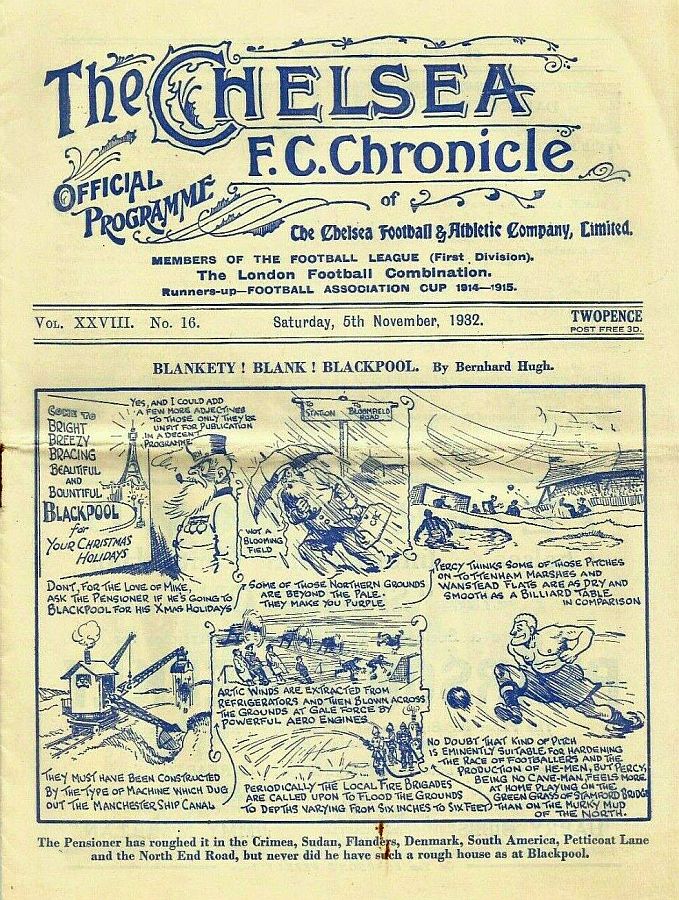 The CHELSEA
F.C. Chronicle
OFFICIAL
PROGRAMME
of
The Chelsea Football & Athletic Company, Limited.
MEMBERS OF THE FOOTBALL LEAGUE (First Division).
The London Football Combination.
Runners-up—FOOTBALL ASSOCIATION CUP 1914—1915.
VOL. XXVIII. No. 16.
Saturday, 5th November, 1932.
TWOPENCE
POST FREE 3D.
BLANKETY ! BLANK ! BLACKPOOL. By Bernhard Hugh.
COME TO
BRIGHT
BREEZY
BRACING
BEAUTIFUL
AND
BOUNTIFUL
BLACKPOOL
for
YOUR CHRISTMAS
HOLIDAYS
YES, AND I COULD ADD
A FEW MORE ADJECTIVES
TO THOSE ONLY THEY'RE
UNFIT FOR PUBLICATION
IN A DECENT
PROGRAMME
DON'T, FOR THE LOVE OF MIKE,
ASK THE PENSIONER IF HE'S GOING TO
BLACKPOOL FOR HIS XMAS HOLIDAYS
STATION
BLOOMFIELD
ROAD
WOT A
BLOOMING
FIELD
CFC
SOME OF THOSE NORTHERN GROUNDS
ARE BEYOND THE PALE.
THEY MAKE YOU PURPLE
PERCY THINKS SOME OF THOSE PITCHES
ON TOTTENHAM MARSHES AND
WANSTEAD FLATS ARE AS DRY AND
SMOOTH AS A BILLIARD TABLE
IN COMPARISON
THEY MUST HAVE BEEN CONSTRUCTED
BY THE TYPE OF MACHINE WHICH DUG
OUT THE MANCHESTER SHIP CANAL
ARTIC WINDS ARE EXTRACTED FROM
REFRIGERATORS AND THEN BLOWN ACROSS
THE GROUNDS AT GALE FORCE BY
POWERFUL AERO ENGINES
PERIODICALLY THE LOCAL FIRE BRIGADES
ARE CALLED UPON TO FLOOD THE GROUNDS
TO DEPTHS VARYING FROM SIX INCHES TO SIX FEET
NO DOUBT THAT KIND OF PITCH
IS EMINENTLY SUITABLE FOR HARDENING
THE RACE OF FOOTBALLERS AND THE
PRODUCTION OF HE-MEN, BUT PERCY,
BEING NO CAVE-MAN, FEELS MORE
AT HOME PLAYING ON THE
GREEN GRASS OF STAMFORD BRIDGE
THAN ON THE MURKY MUD
OF THE NORTH.
The Pensioner has roughed it in the Crimea, Sudan, Flanders, Denmark, South America, Petticoat Lane
and the North End Road, but never did he have such a rough house as at Blackpool.